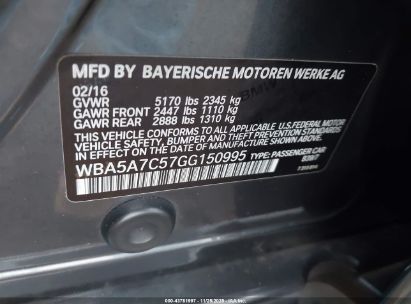 MFD BY BAYERISCHE MOTOREN WERKE AG
02/16
GVWR 5170 lbs 2345 kg
GAWR FRONT 2447 lbs 1110 kg
GAWR REAR 2888 lbs 1310 kg
THIS VEHICLE CONFORMS TO ALL APPLICABLE FEDERAL MOTOR
VEHICLE SAFETY, BUMPER AND THEFT PREVENTION STANDARDS
IN EFFECT ON THE DATE OF MANUFACTURE SHOWN ABOVE.
WBA5A7C57GG150995 TYPE: PASSENGER CAR